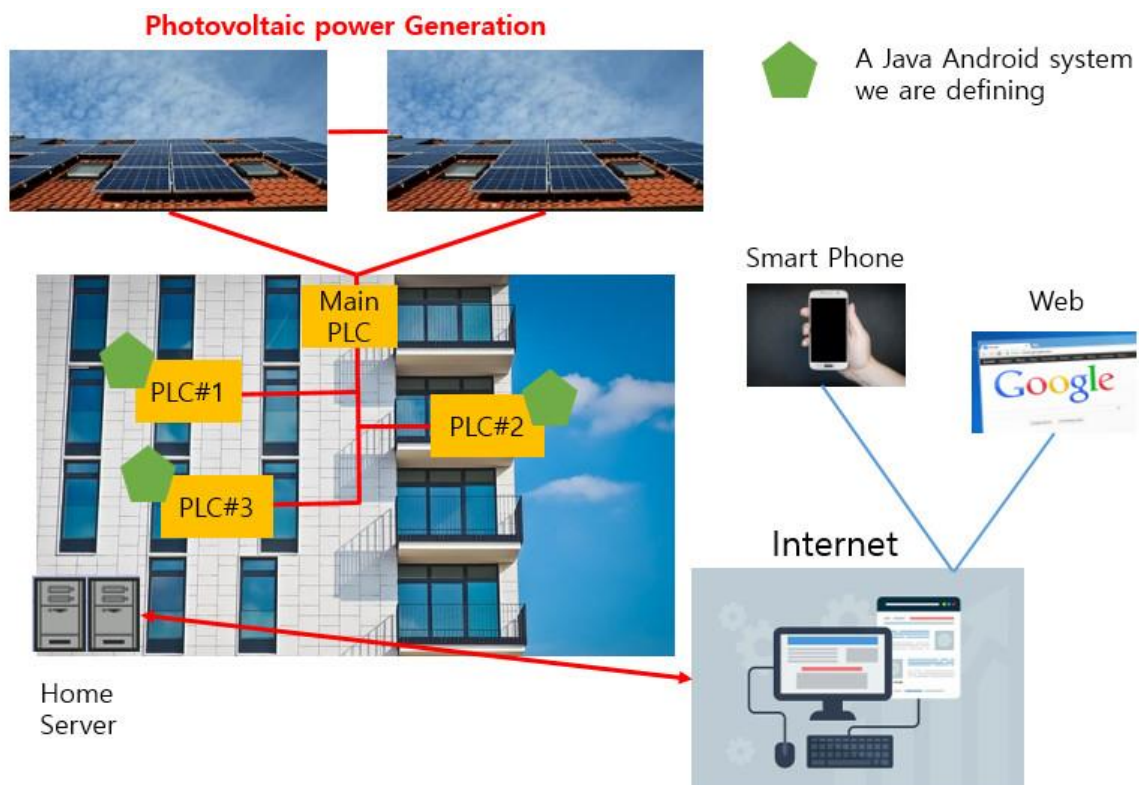 Photovoltaic power Generation
A Java Android system
we are defining
Smart Phone
Web
Main
PLC
PLC#1
PLC#2
PLC#3
Google
Internet
Home
Server